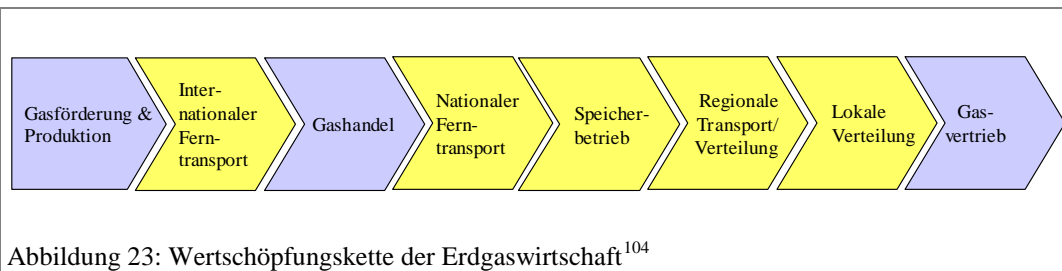 Gasförderung &
Produktion
Inter-
nationaler
Fern-
transport
Gashandel
Nationaler
Fern-
transport
Speicher-
betrieb
Regionale
Transport/
Verteilung
Lokale
Verteilung
Gas-
vertrieb
Abbildung 23: Wertschöpfungskette der Erdgaswirtschaft104